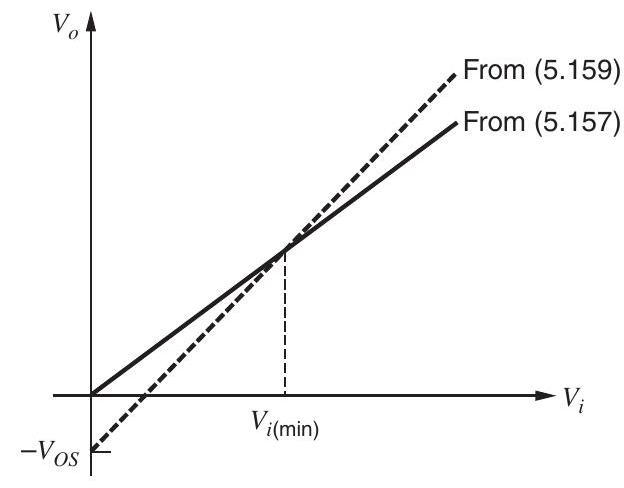 V_o
From (5.159)
From (5.157)
V_i
V_i(min)
–V_OS